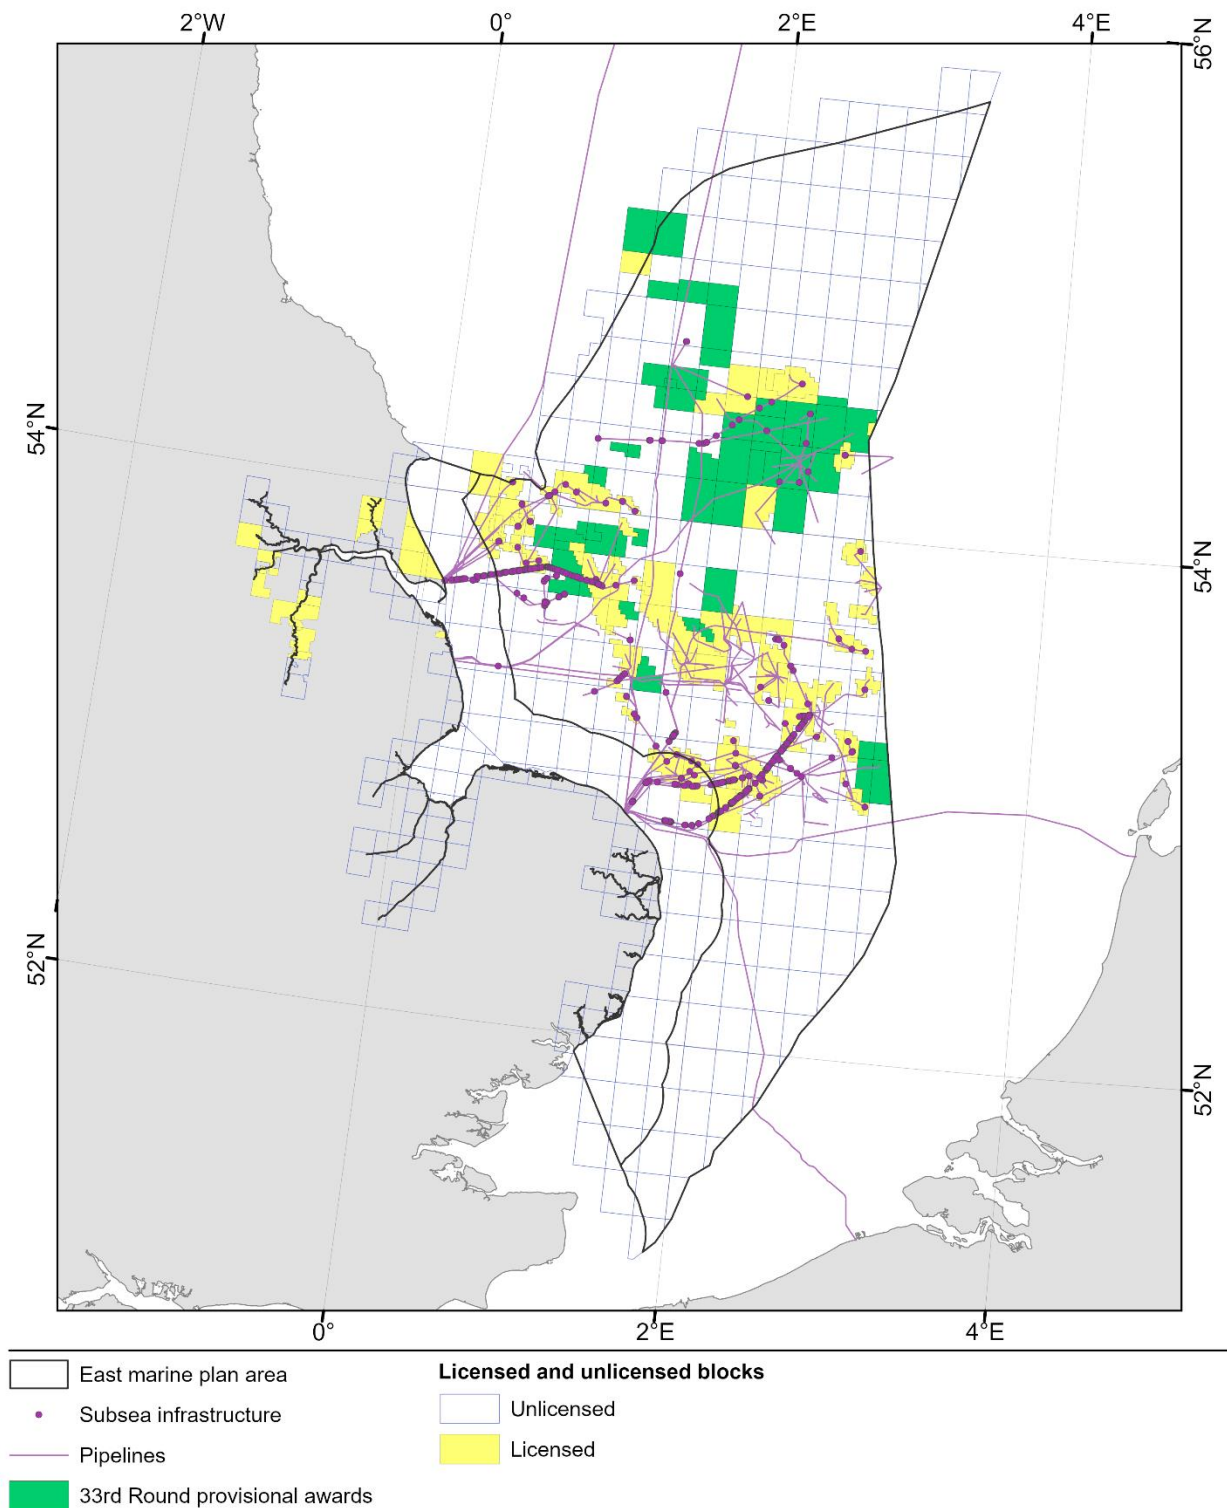 2°W 0° 2°E 4°E
56°N
54°N
54°N
52°N
52°N
0° 2°E 4°E
East marine plan area
Subsea infrastructure
Pipelines
33rd Round provisional awards
Licensed and unlicensed blocks
Unlicensed
Licensed